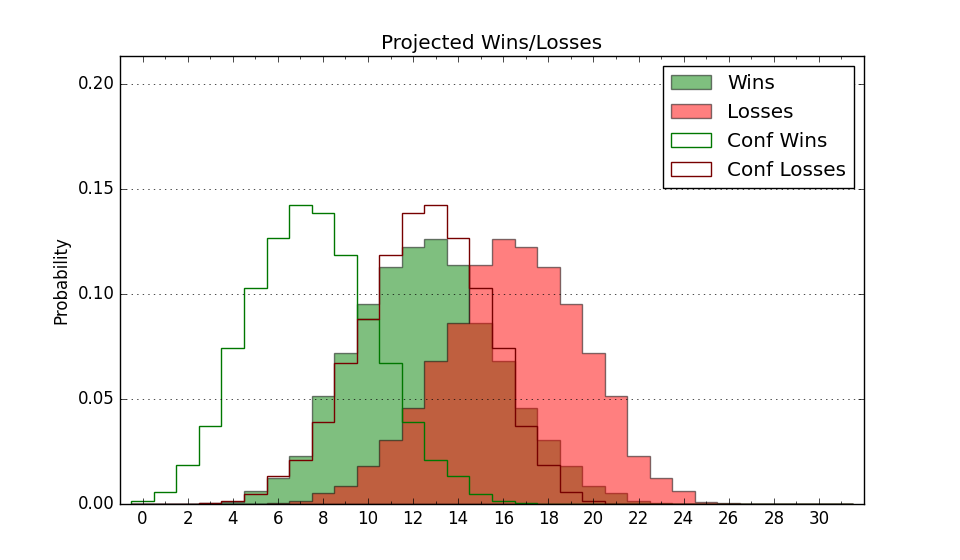 Projected Wins/Losses
0.20
0.15
0.10
0.05
0.00
Probability
Wins
Losses
Conf Wins
Conf Losses
0 2 4 6 8 10 12 14 16 18 20 22 24 26 28 30